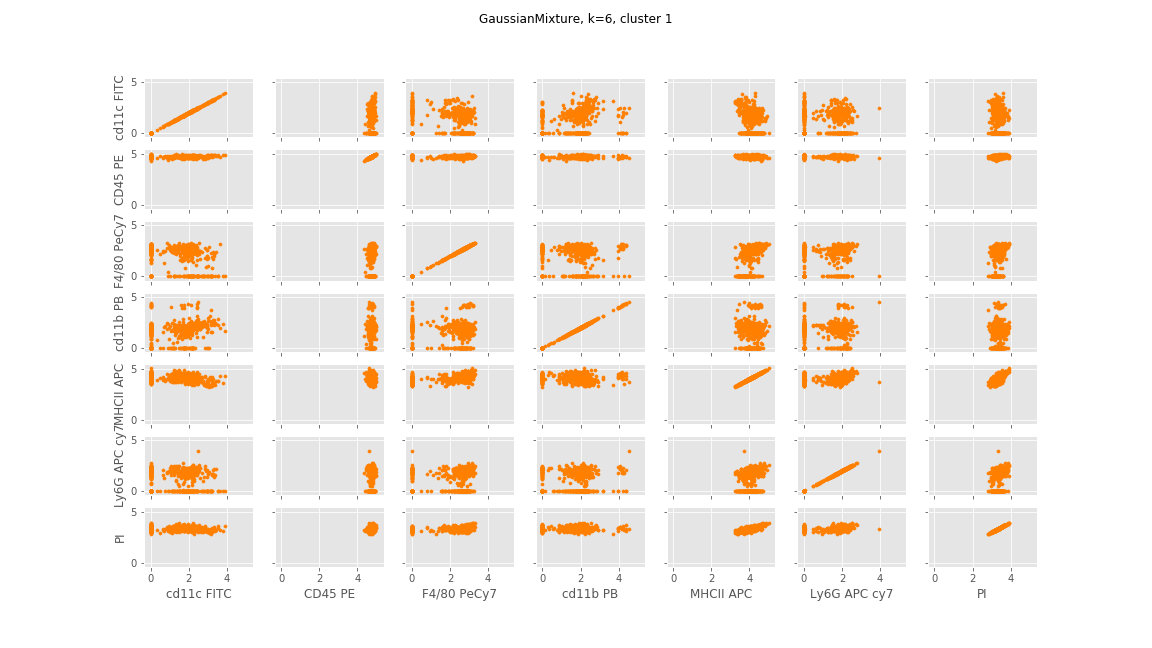 GaussianMixture, k=6, cluster 1
cd11c FITC
5
0
CD45 PE
5
0
F4/80 PeCy7
5
0
cd11b PB
5
0
MHCII APC
5
0
Ly6G APC cy7
5
0
PI
5
0
0 2 4 0 2 4 0 2 4 0 2 4 0 2 4 0 2 4 0 2 4
cd11c FITC CD45 PE F4/80 PeCy7 cd11b PB MHCII APC Ly6G APC cy7 PI